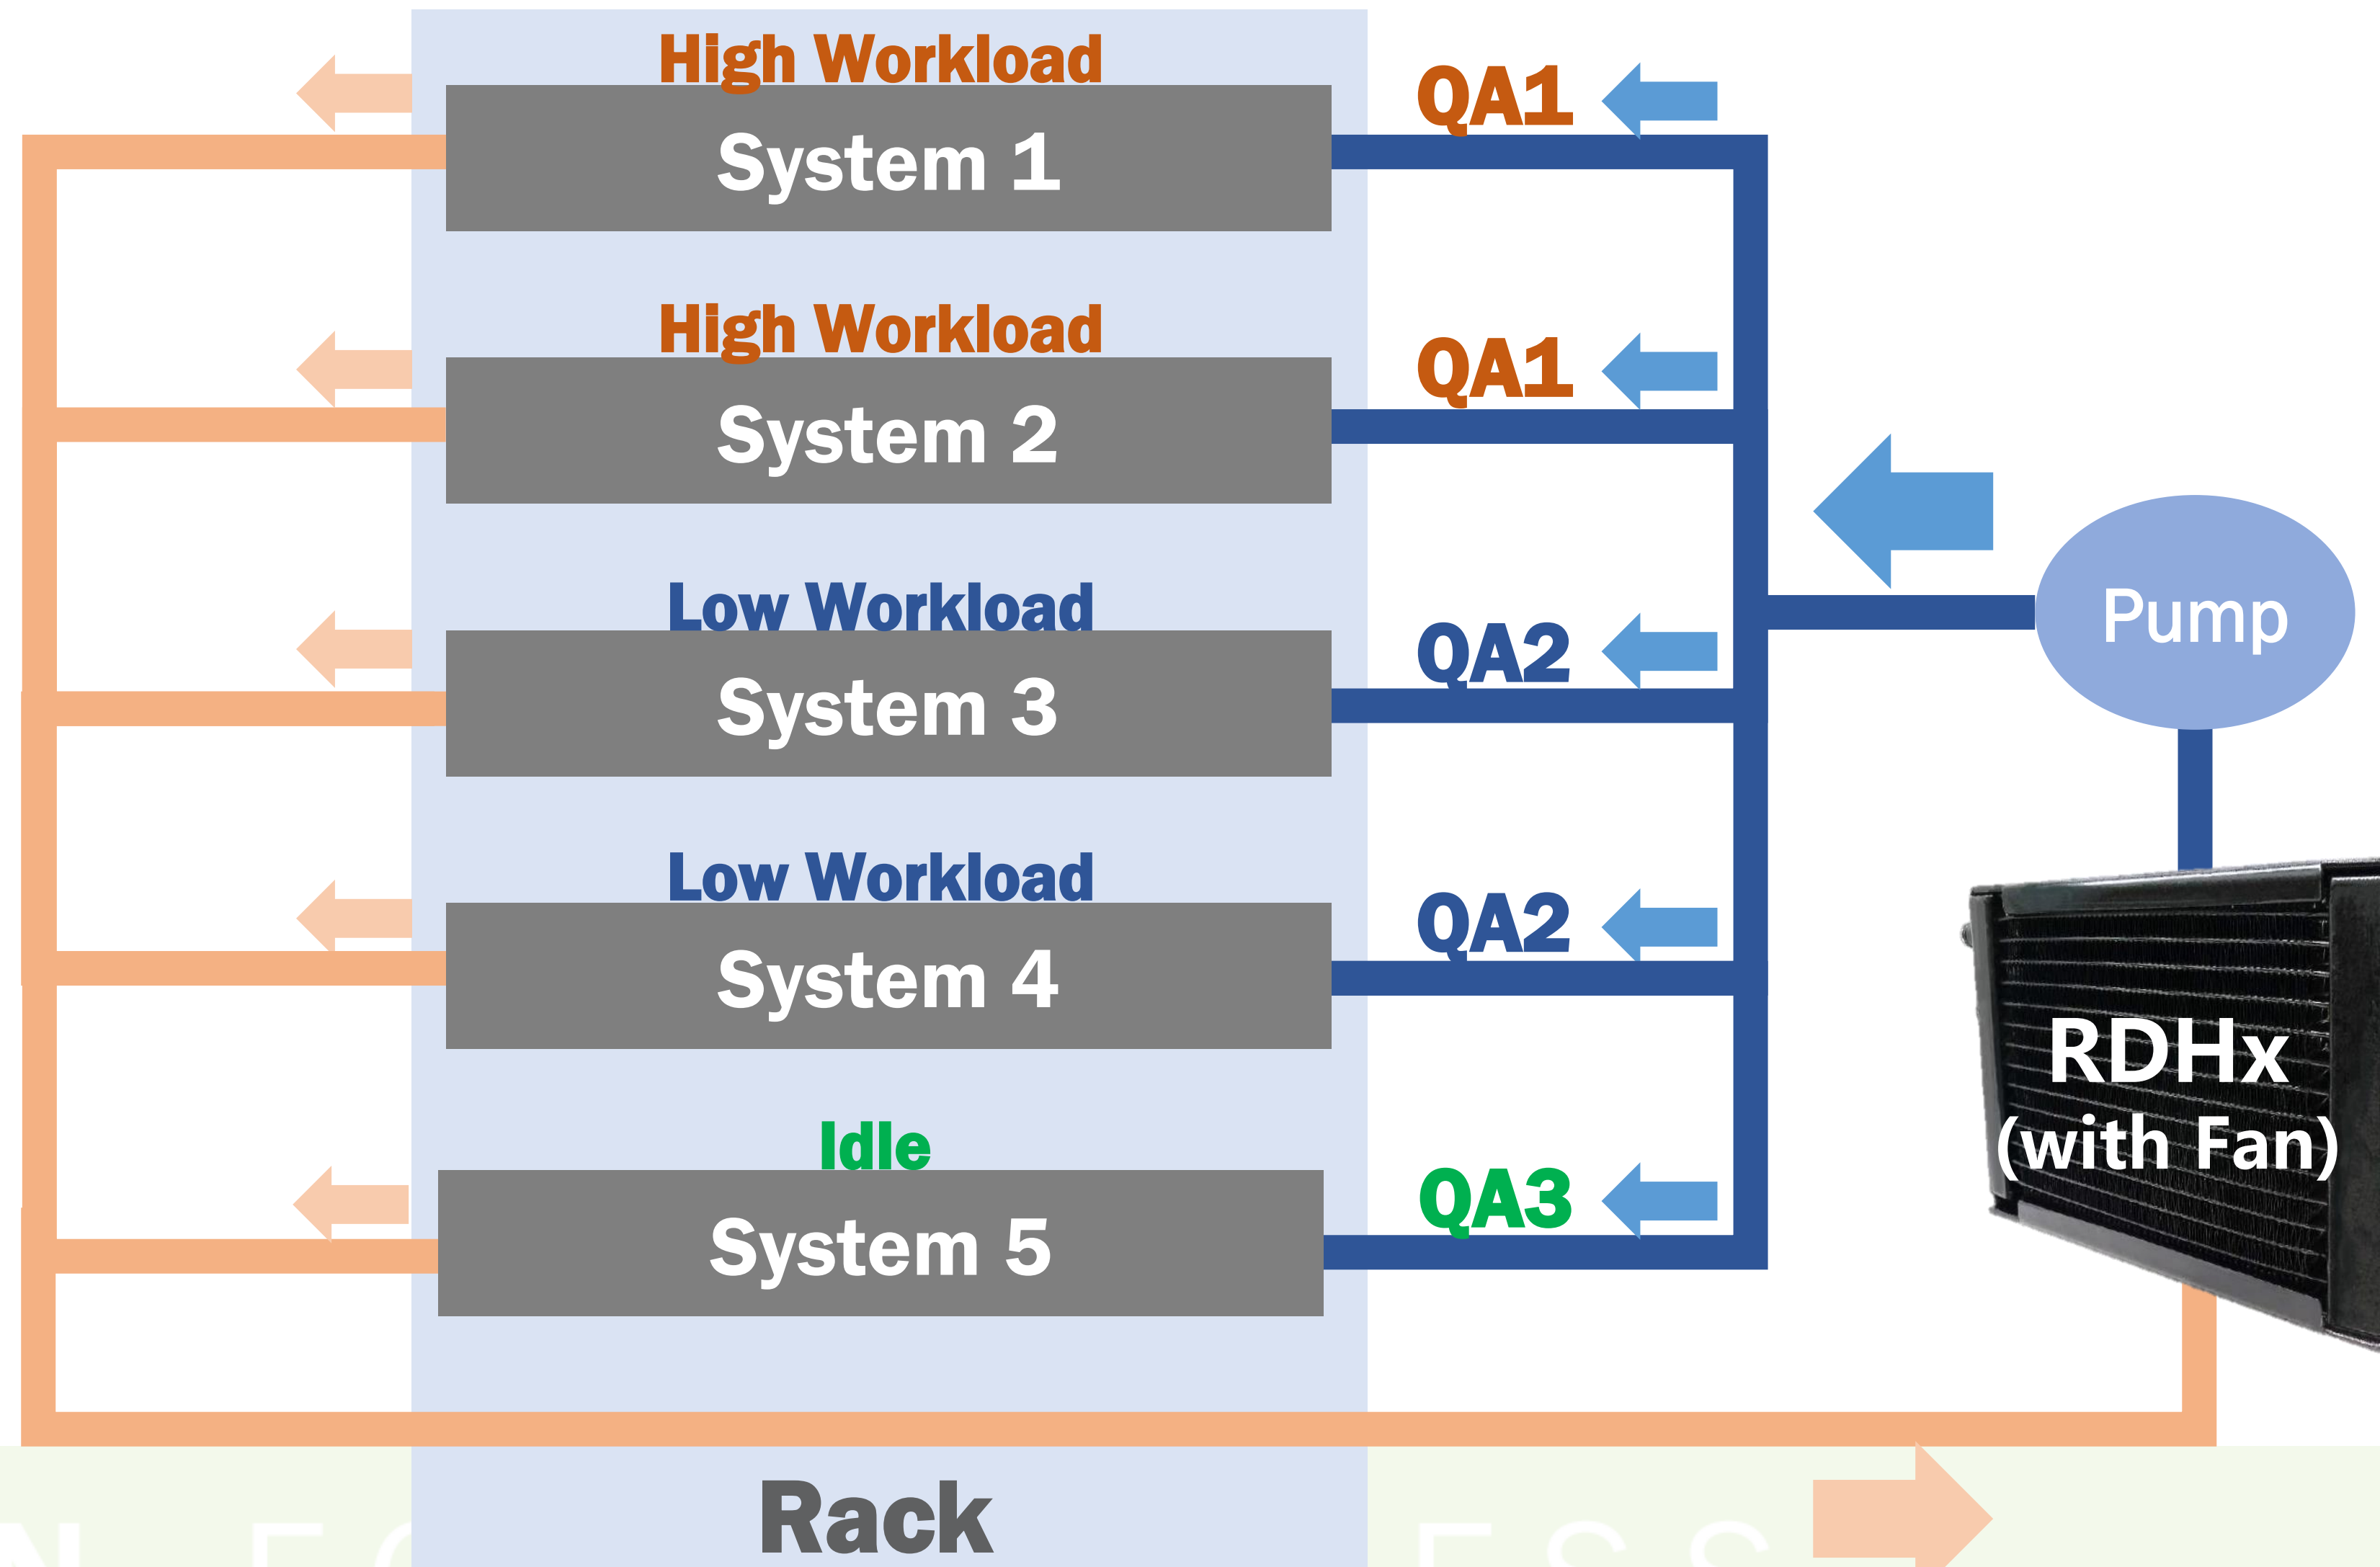 High Workload
System 1
QA1
High Workload
System 2
QA1
Low Workload
System 3
QA2
Pump
Low Workload
System 4
QA2
RDHx
(with Fan)
Idle
System 5
QA3
Rack